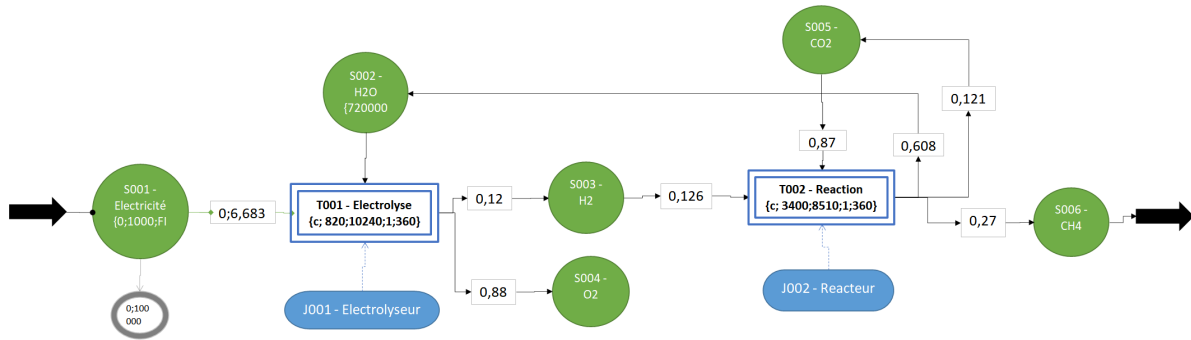 S005 -
CO2
S002 -
H2O
{720000
0,121
0,87
0,608
S001 -
Electricité
{0;1000;FI
0;6,683
T001 - Electrolyse
{c; 820;10240;1;360}
0,12
S003 -
H2
0,126
T002 - Reaction
{c; 3400;8510;1;360}
0,27
S006 -
CH4
0,88
S004 -
O2
J001 - Electrolyseur
J002 - Reacteur
0;100
000